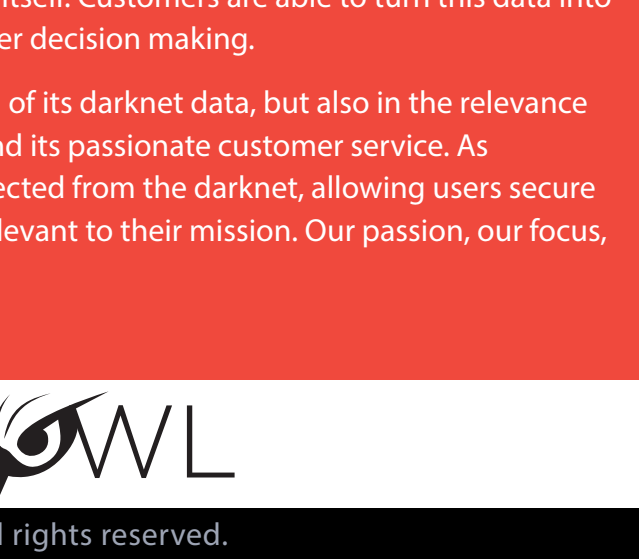 itself. Customers are able to turn this data into
er decision making.
of its darknet data, but also in the relevance
nd its passionate customer service. As
ected from the darknet, allowing users secure
levant to their mission. Our passion, our focus,
OWL
l rights reserved.